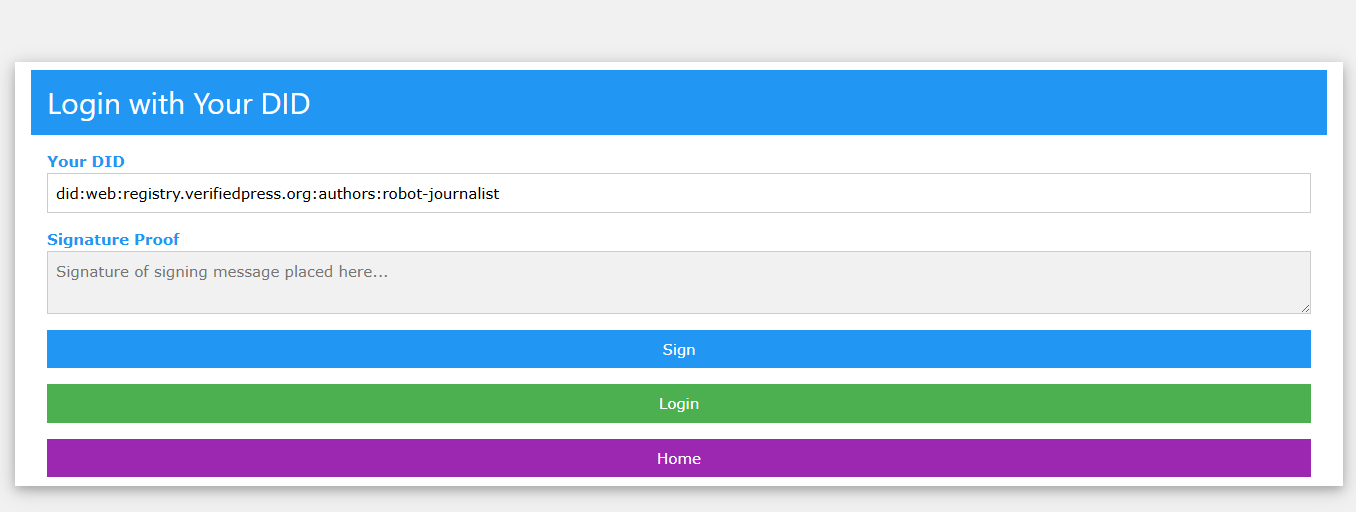 Login with Your DID
Your DID
did:web:registry.verifiedpress.org:authors:robot-journalist
Signature Proof
Signature of signing message placed here...
Sign
Login
Home